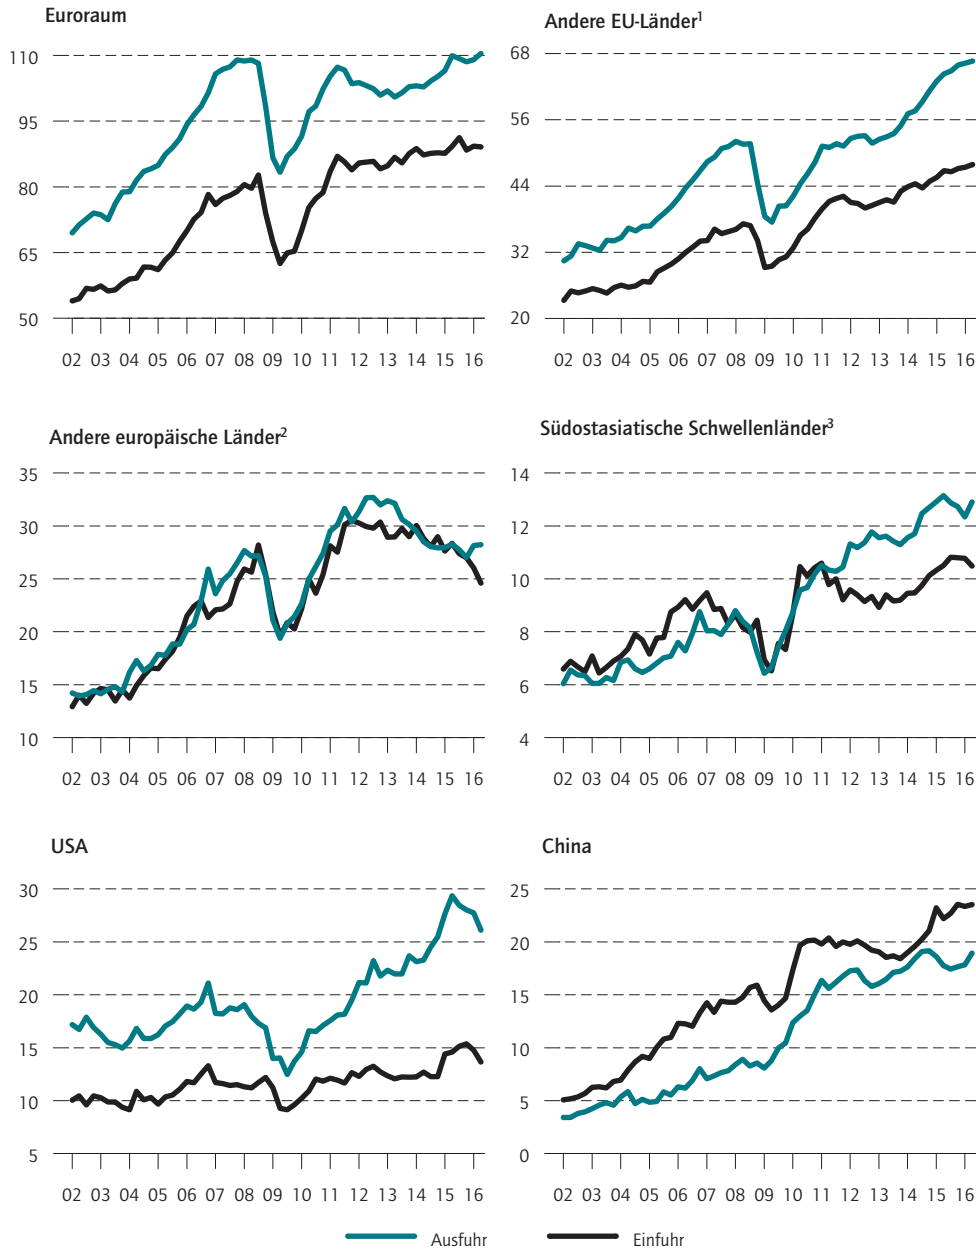 Euroraum
110
95
80
65
50
02 03 04 05 06 07 08 09 10 11 12 13 14 15 16
Andere EU-Länder¹
68
56
44
32
20
02 03 04 05 06 07 08 09 10 11 12 13 14 15 16
Andere europäische Länder²
35
30
25
20
15
10
02 03 04 05 06 07 08 09 10 11 12 13 14 15 16
Südostasiatische Schwellenländer³
14
12
10
8
6
4
02 03 04 05 06 07 08 09 10 11 12 13 14 15 16
USA
30
25
20
15
10
5
02 03 04 05 06 07 08 09 10 11 12 13 14 15 16
China
25
20
15
10
5
0
02 03 04 05 06 07 08 09 10 11 12 13 14 15 16
Ausfuhr Einfuhr